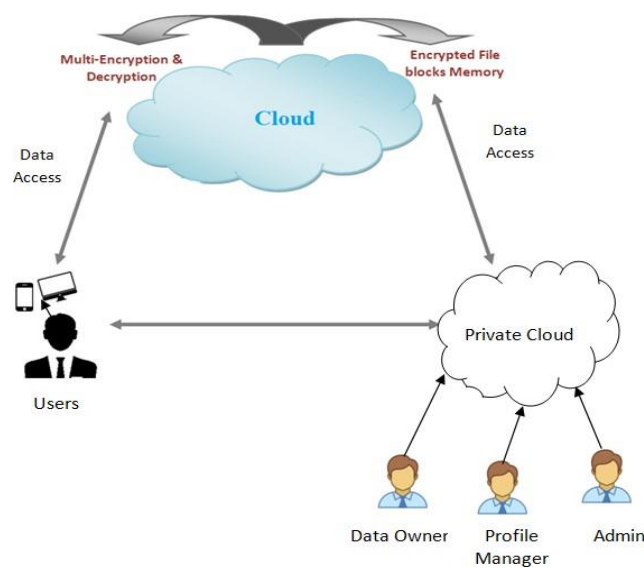 Multi-Encryption &
Decryption
Encrypted File
blocks Memory
Cloud
Data
Access
Data
Access
Private Cloud
Users
Data Owner
Profile
Manager
Admin